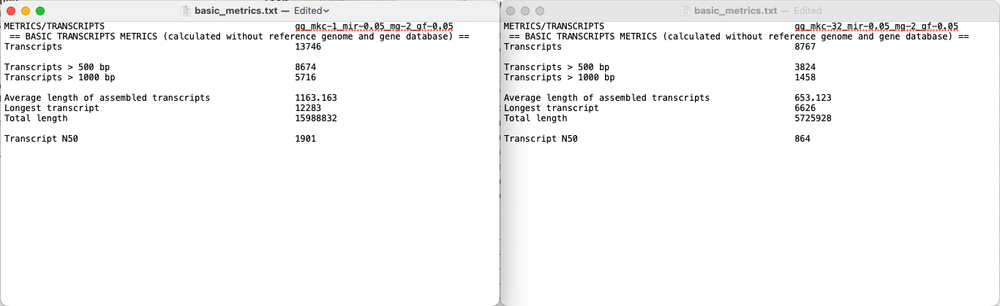 basic_metrics.txt — Edited
METRICS/TRANSCRIPTS gg_mkc-1_mir-0.05_mg-2_gf-0.05
== BASIC TRANSCRIPTS METRICS (calculated without reference genome and gene database) ==
Transcripts 13746
Transcripts > 500 bp 8674
Transcripts > 1000 bp 5716
Average length of assembled transcripts 1163.163
Longest transcript 12283
Total length 15988832
Transcript N50 1901
basic_metrics.txt — Edited
METRICS/TRANSCRIPTS gg_mkc-32_mir-0.05_mg-2_gf-0.05
== BASIC TRANSCRIPTS METRICS (calculated without reference genome and gene database) ==
Transcripts 8767
Transcripts > 500 bp 3824
Transcripts > 1000 bp 1458
Average length of assembled transcripts 653.123
Longest transcript 6626
Total length 5725928
Transcript N50 864